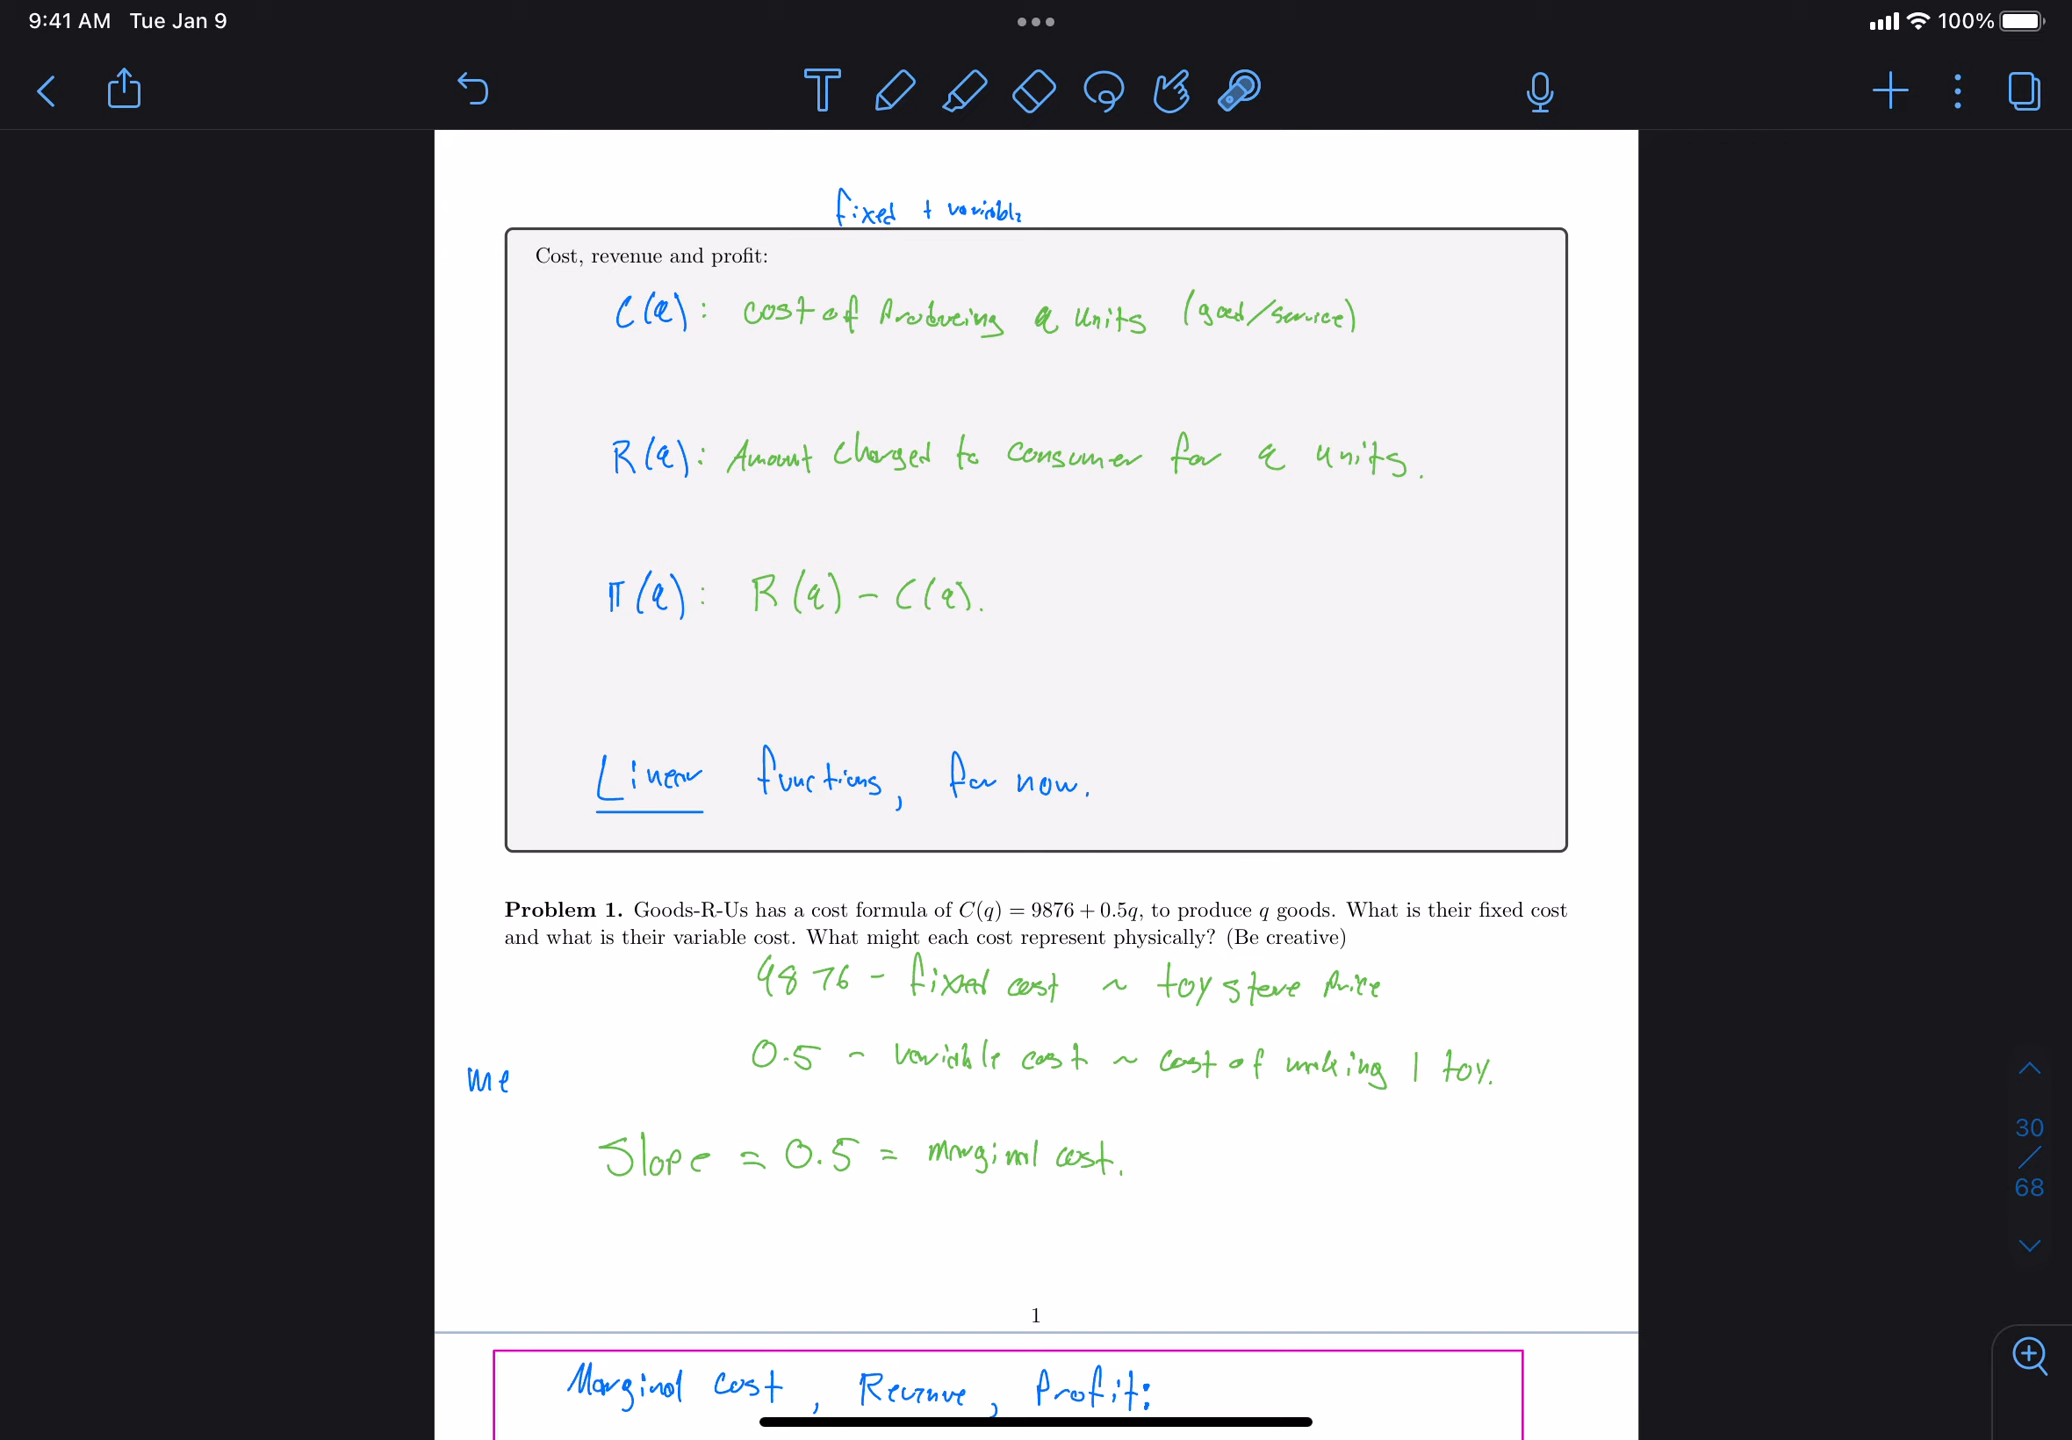 9:41 AM Tue Jan 9
100%
T
fixed + variable
Cost, revenue and profit:
C(q): cost of Producing q units (good/service)
R(q): Amount charged to consumer for q units.
π(q): R(q) - C(q).
Linear functions, for now.
Problem 1. Goods-R-Us has a cost formula of C(q) = 9876 + 0.5q, to produce q goods. What is their fixed cost
and what is their variable cost. What might each cost represent physically? (Be creative)
9876 - fixed cost ~ toy store Price
0.5 - variable cost ~ cost of making 1 toy.
me
Slope = 0.5 = marginal cost.
30
/
68
1
Marginal cost, Revenue, Profit: